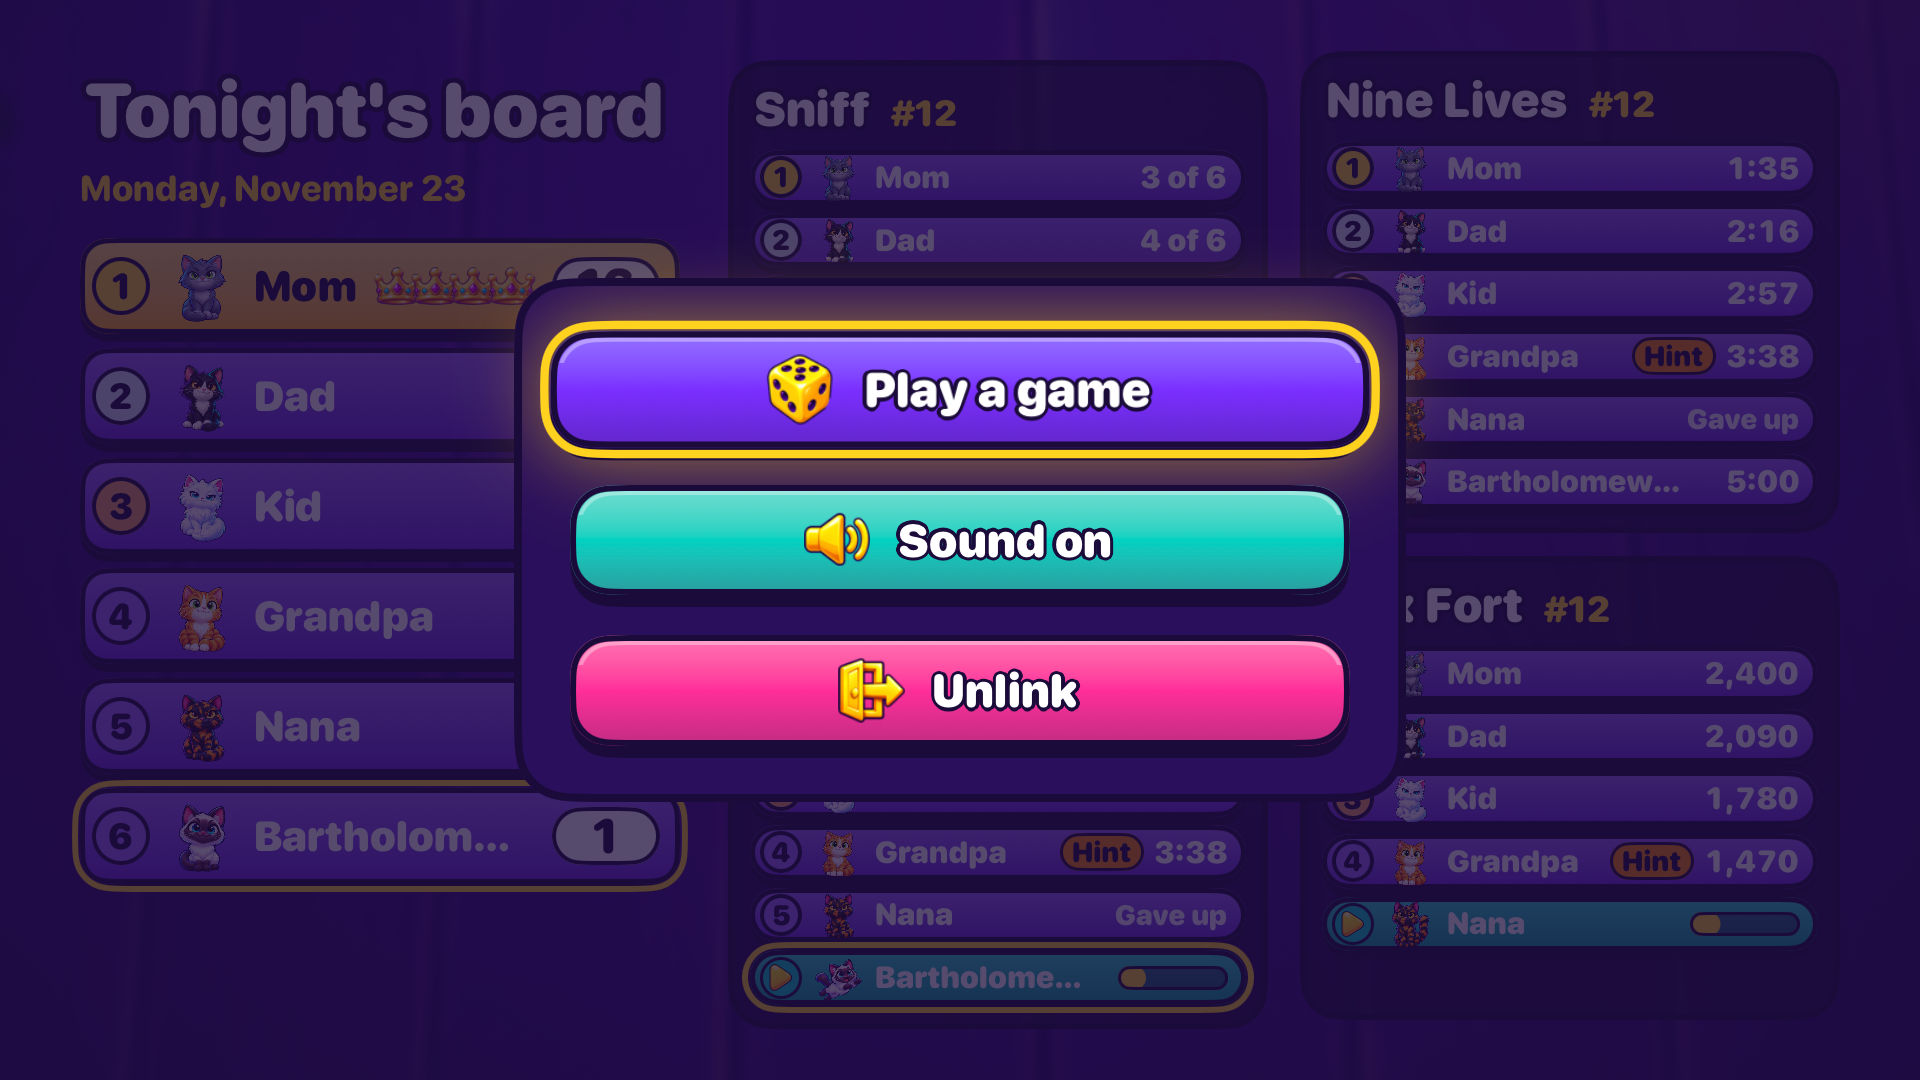 Tonight's board
Monday, November 23
1 Mom
2 Dad
3 Kid
4 Grandpa
5 Nana
6 Bartholom... 1
Sniff #12
1 Mom 3 of 6
2 Dad 4 of 6
4 Grandpa Hint 3:38
5 Nana Gave up
Bartholome...
Nine Lives #12
1 Mom 1:35
2 Dad 2:16
Kid 2:57
Grandpa Hint 3:38
Nana Gave up
Bartholomew... 5:00
Fort #12
Mom 2,400
Dad 2,090
Kid 1,780
4 Grandpa Hint 1,470
Nana
Play a game
Sound on
Unlink